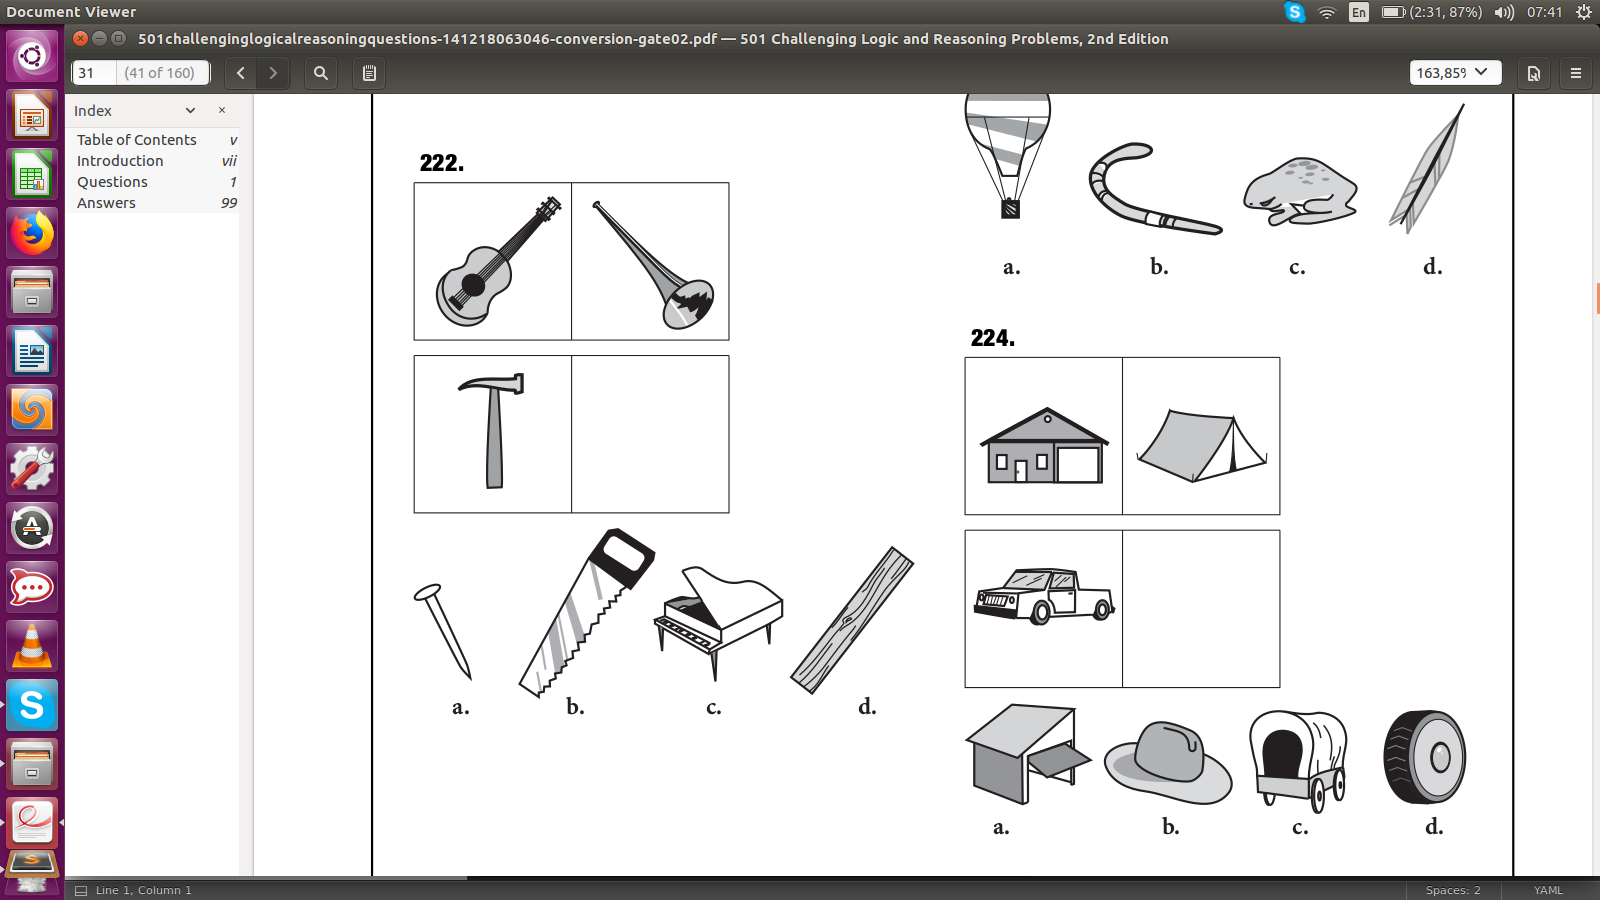 Document Viewer
En
(2:31, 87%)
07:41
501challenginglogicalreasoningquestions-141218063046-conversion-gate02.pdf — 501 Challenging Logic and Reasoning Problems, 2nd Edition
31
(41 of 160)
163,85%
Index
Table of Contents v
Introduction vii
Questions 1
Answers 99
222.
a. b. c. d.
a. b. c. d.
224.
a. b. c. d.
Line 1, Column 1
Spaces: 2
YAML